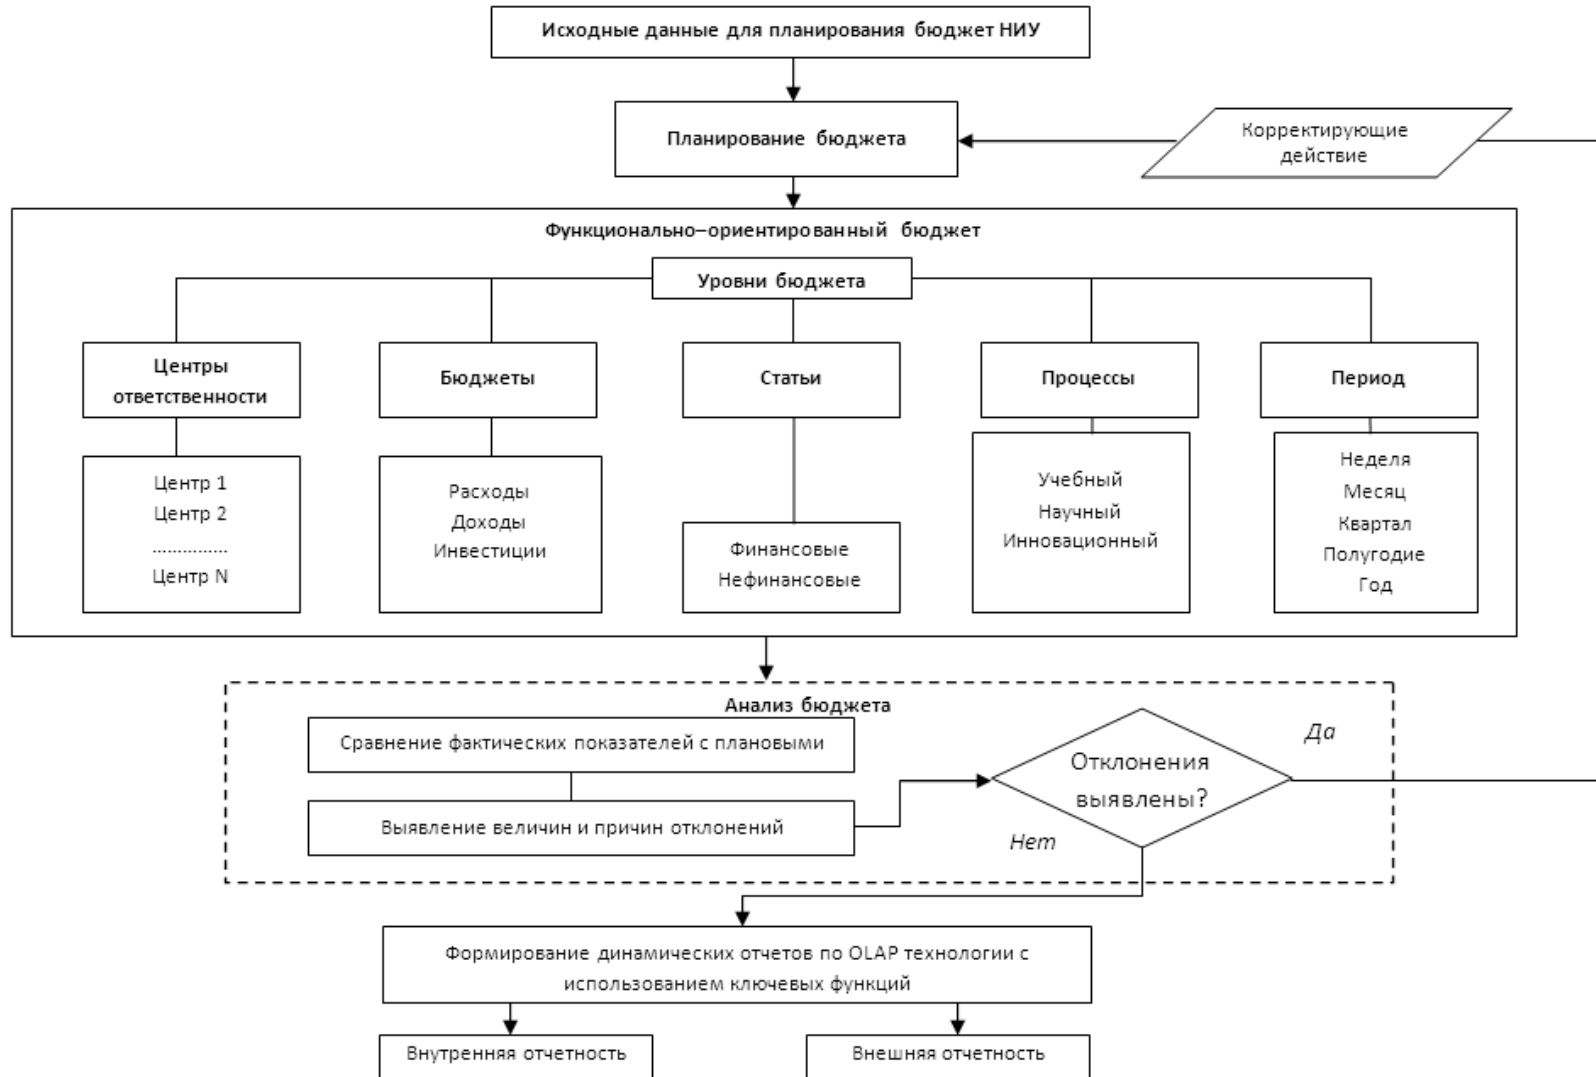 Исходные данные для планирования бюджет НИУ
Планирование бюджета
Корректирующие
действие
Функционально–ориентированный бюджет
Уровни бюджета
Центры
ответственности
Бюджеты
Статьи
Процессы
Период
Центр 1
Центр 2
...............
Центр N
Расходы
Доходы
Инвестиции
Финансовые
Нефинансовые
Учебный
Научный
Инновационный
Неделя
Месяц
Квартал
Полугодие
Год
Анализ бюджета
Сравнение фактических показателей с плановыми
Выявление величин и причин отклонений
Отклонения
выявлены?
Да
Нет
Формирование динамических отчетов по OLAP технологии с
использованием ключевых функций
Внутренняя отчетность
Внешняя отчетность